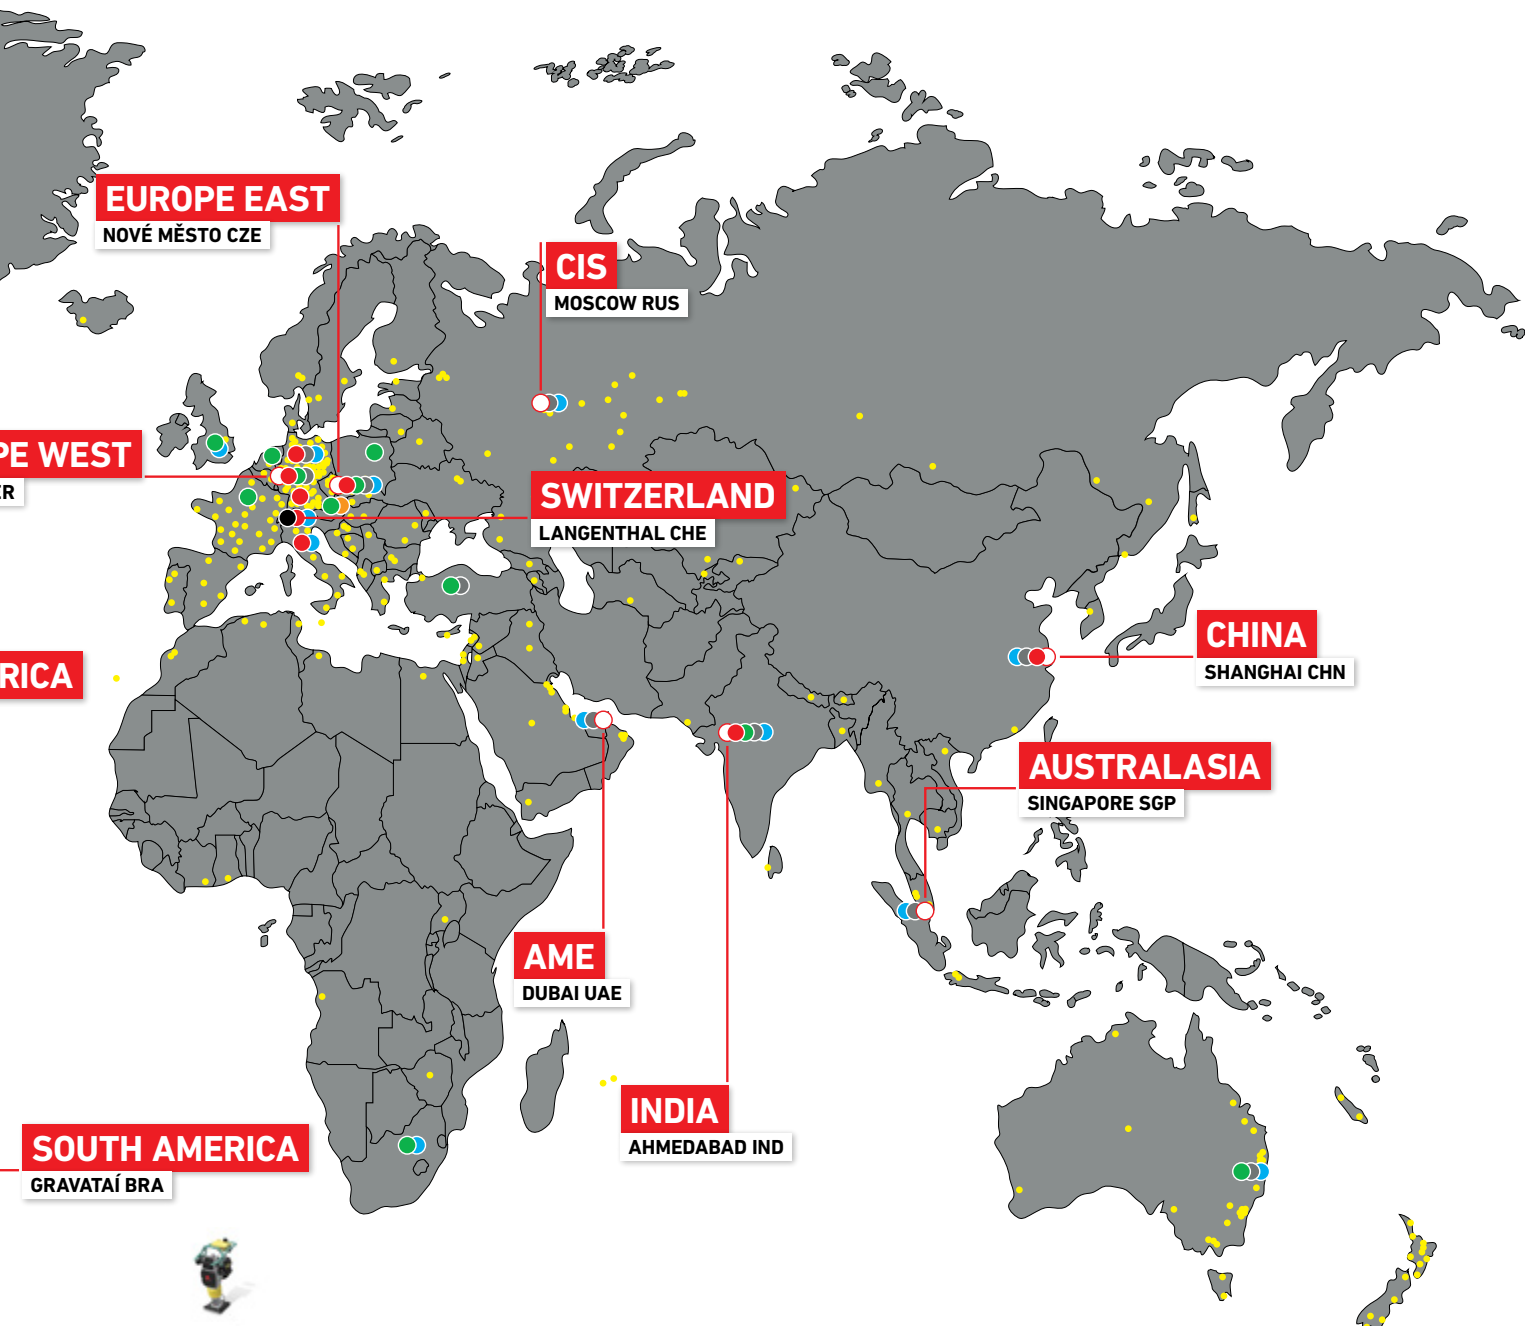 EUROPE EAST
NOVÉ MĚSTO CZE
CIS
MOSCOW RUS
PE WEST
ER
SWITZERLAND
LANGENTHAL CHE
RICA
CHINA
SHANGHAI CHN
AUSTRALASIA
SINGAPORE SGP
AME
DUBAI UAE
INDIA
AHMEDABAD IND
SOUTH AMERICA
GRAVATAÍ BRA